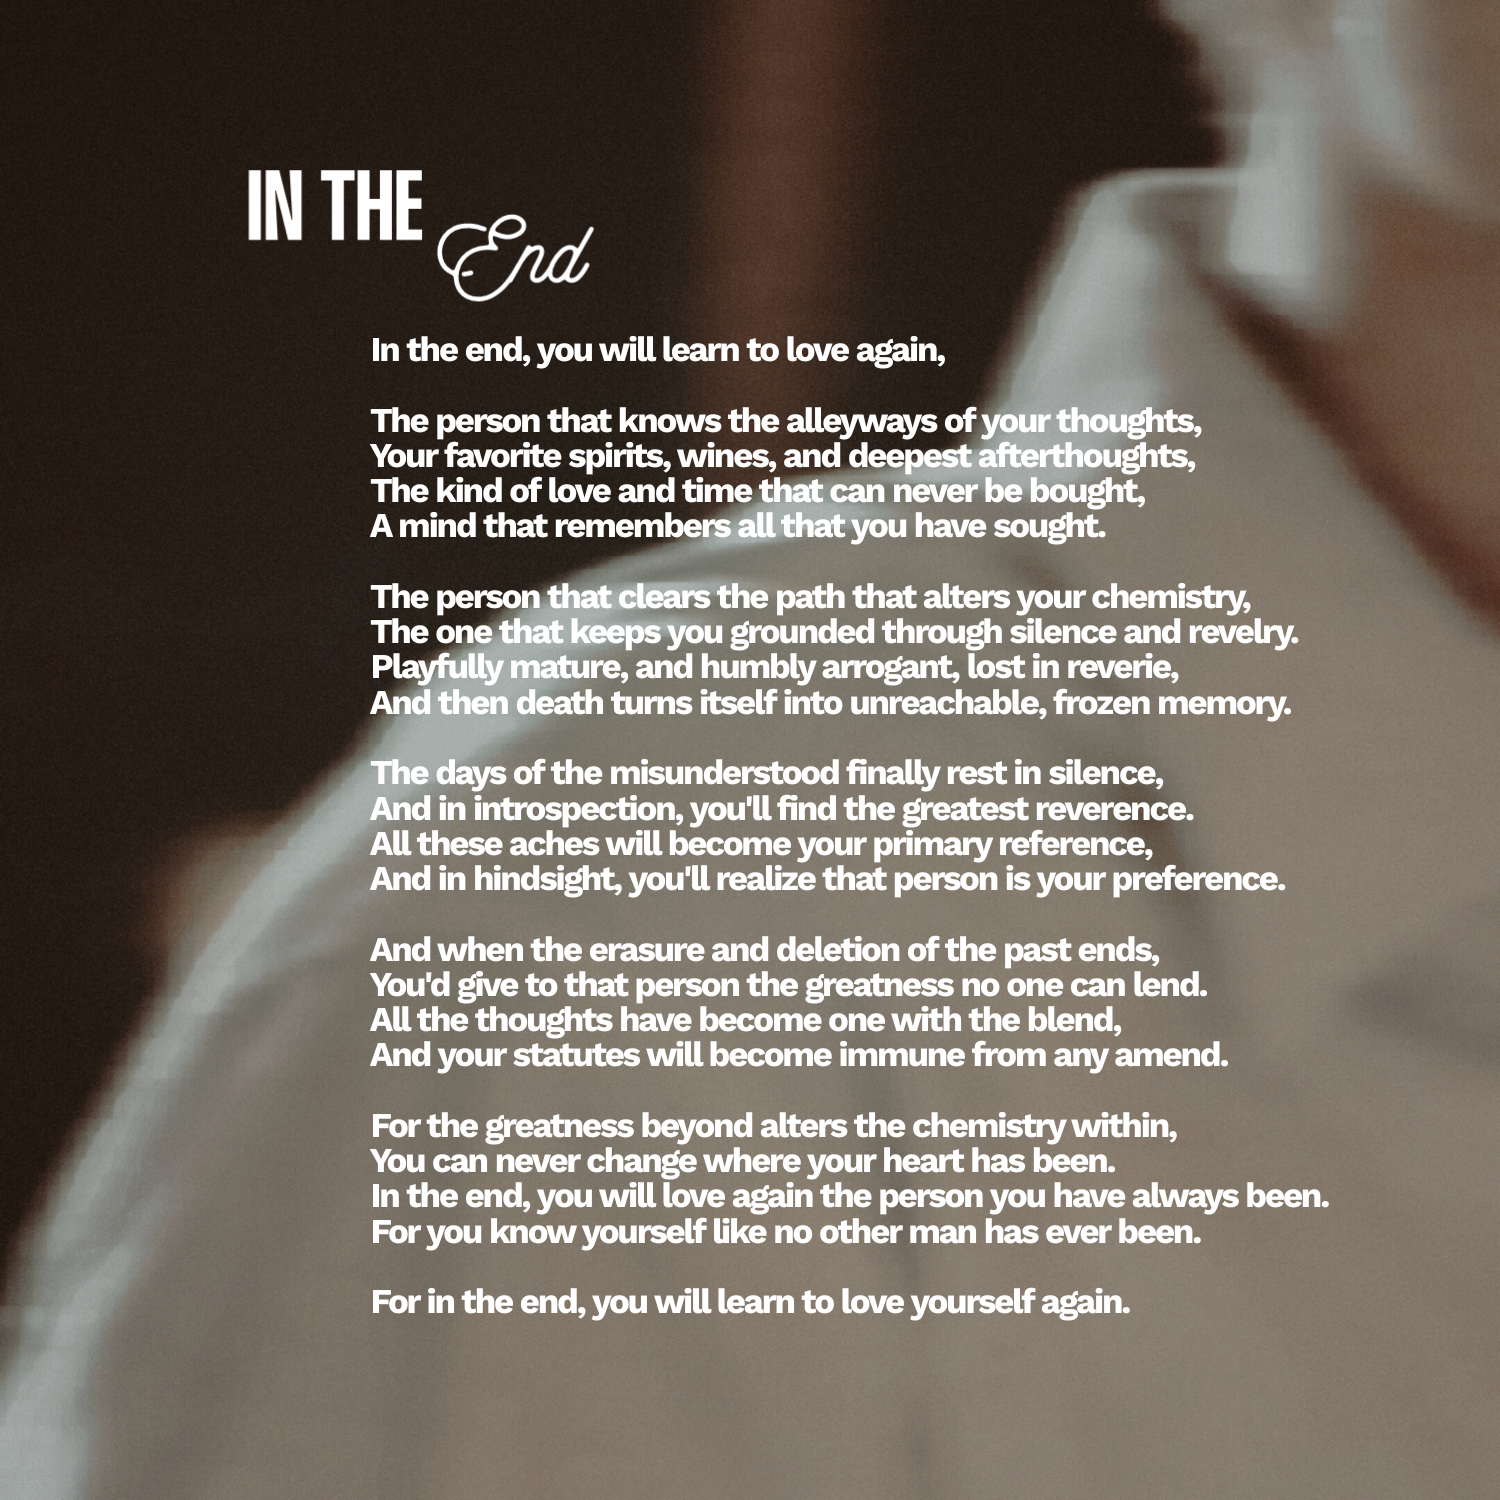 IN THE End
In the end, you will learn to love again,
The person that knows the alleyways of your thoughts,
Your favorite spirits, wines, and deepest afterthoughts,
The kind of love and time that can never be bought,
A mind that remembers all that you have sought.
The person that clears the path that alters your chemistry,
The one that keeps you grounded through silence and revelry.
Playfully mature, and humbly arrogant, lost in reverie,
And then death turns itself into unreachable, frozen memory.
The days of the misunderstood finally rest in silence,
And in introspection, you'll find the greatest reverence.
All these aches will become your primary reference,
And in hindsight, you'll realize that person is your preference.
And when the erasure and deletion of the past ends,
You'd give to that person the greatness no one can lend.
All the thoughts have become one with the blend,
And your statutes will become immune from any amend.
For the greatness beyond alters the chemistry within,
You can never change where your heart has been.
In the end, you will love again the person you have always been.
For you know yourself like no other man has ever been.
For in the end, you will learn to love yourself again.